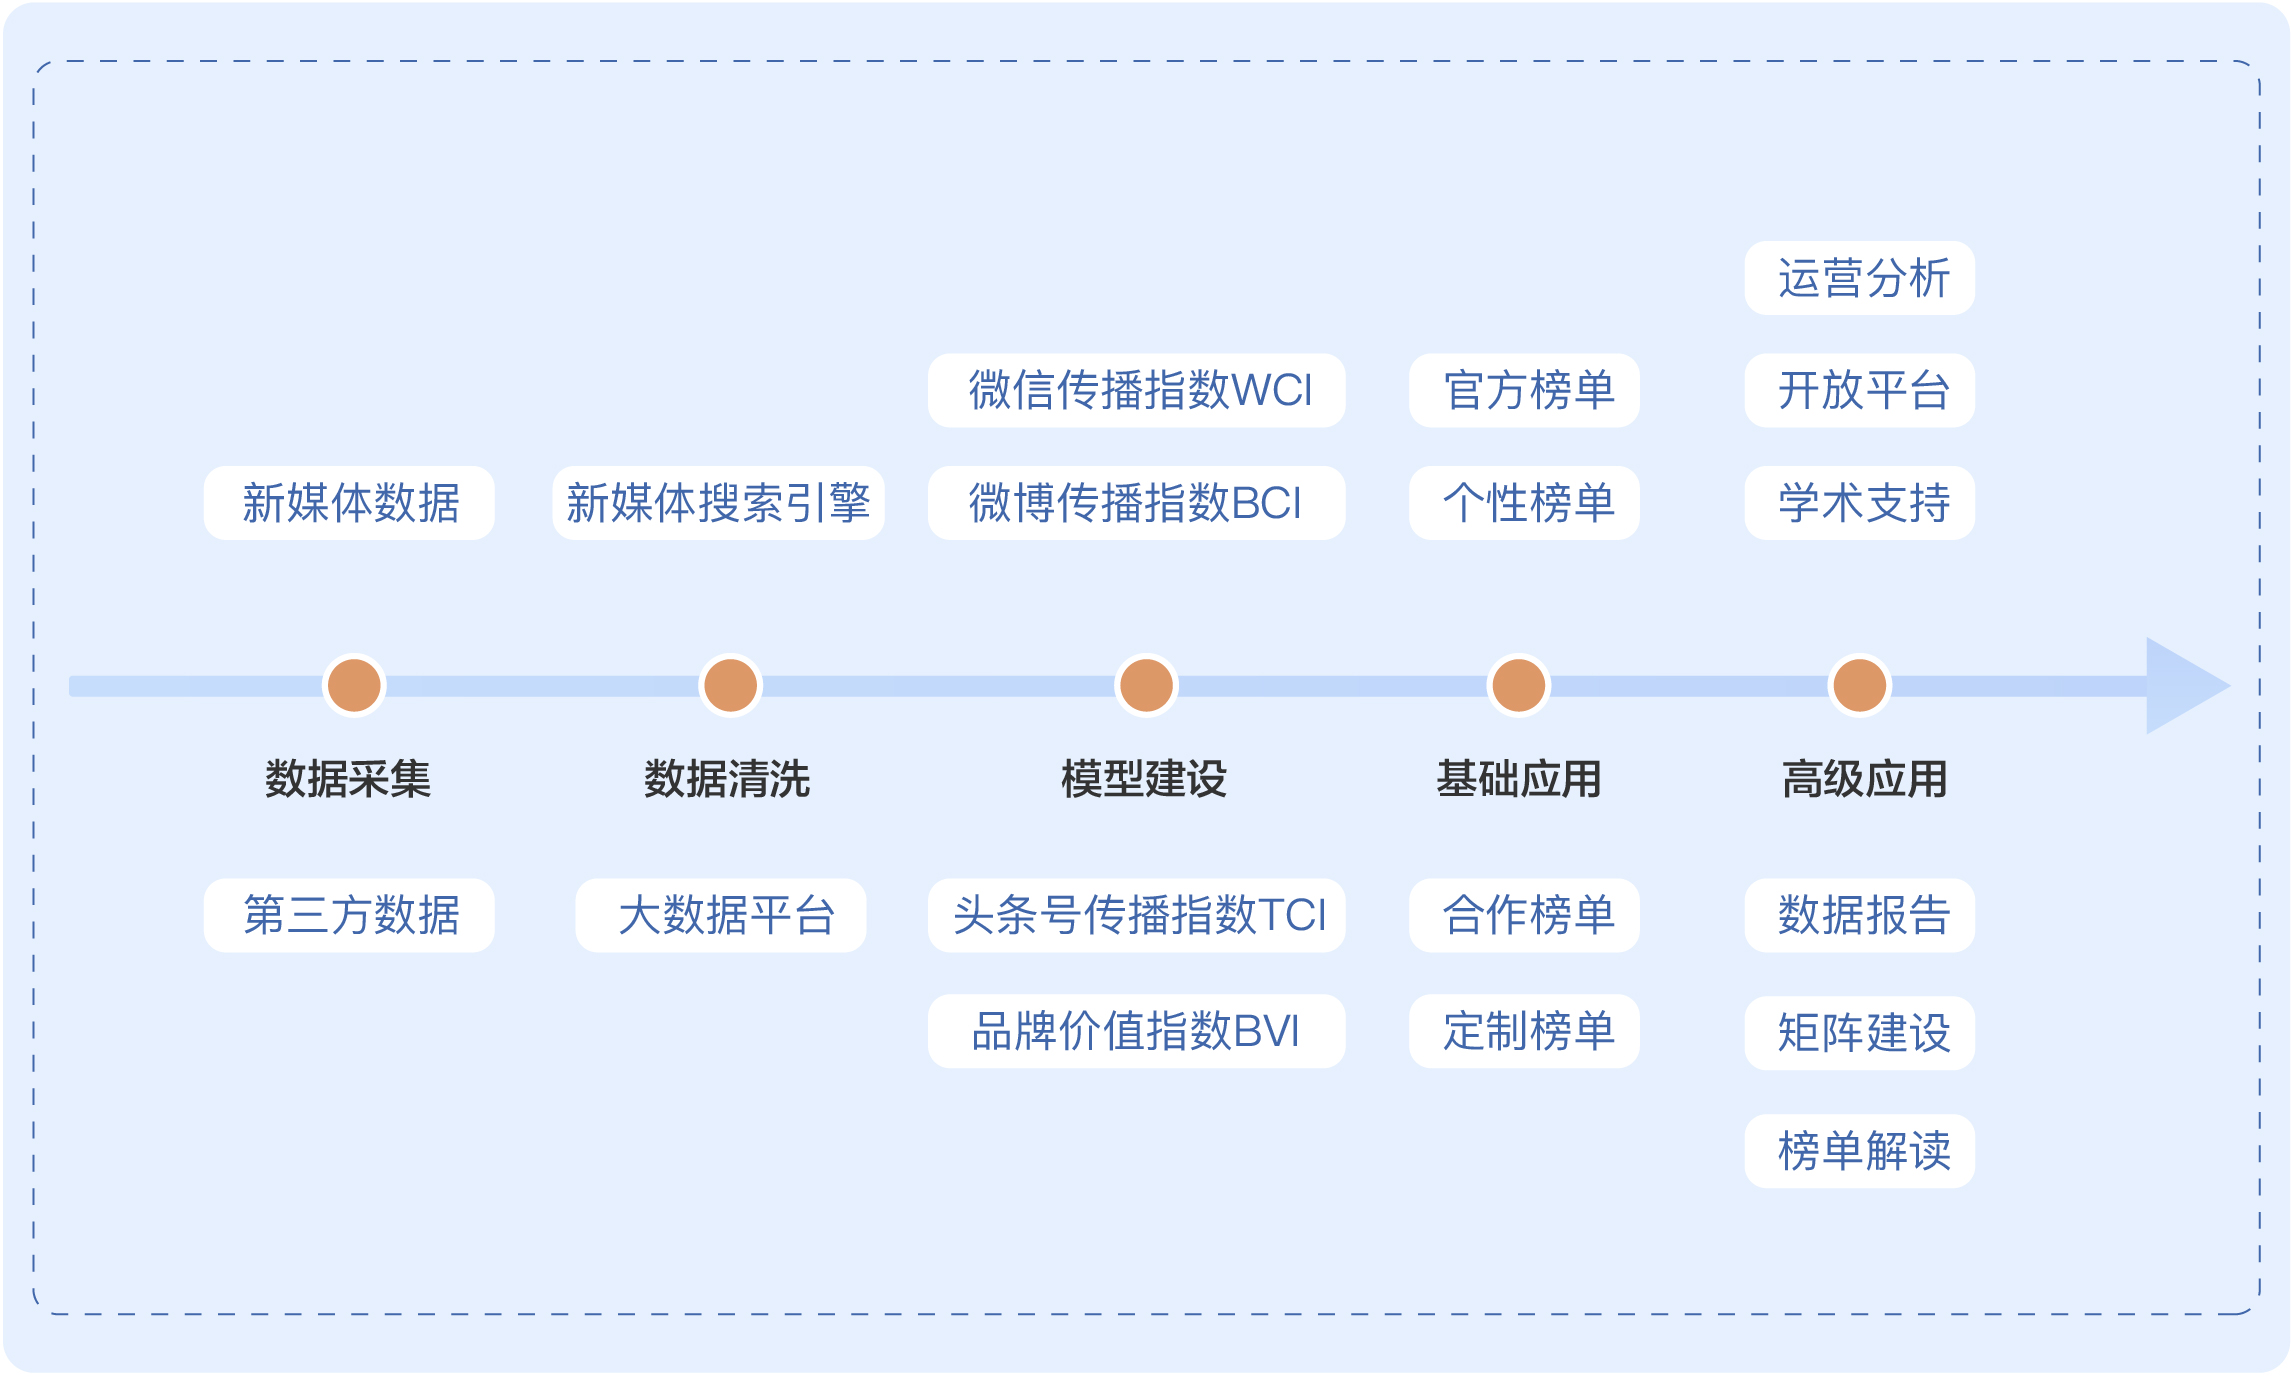 运营分析
微信传播指数WCI
官方榜单
开放平台
新媒体数据
新媒体搜索引擎
微博传播指数BCI
个性榜单
学术支持
数据采集
数据清洗
模型建设
基础应用
高级应用
第三方数据
大数据平台
头条号传播指数TCI
合作榜单
数据报告
品牌价值指数BVI
定制榜单
矩阵建设
榜单解读